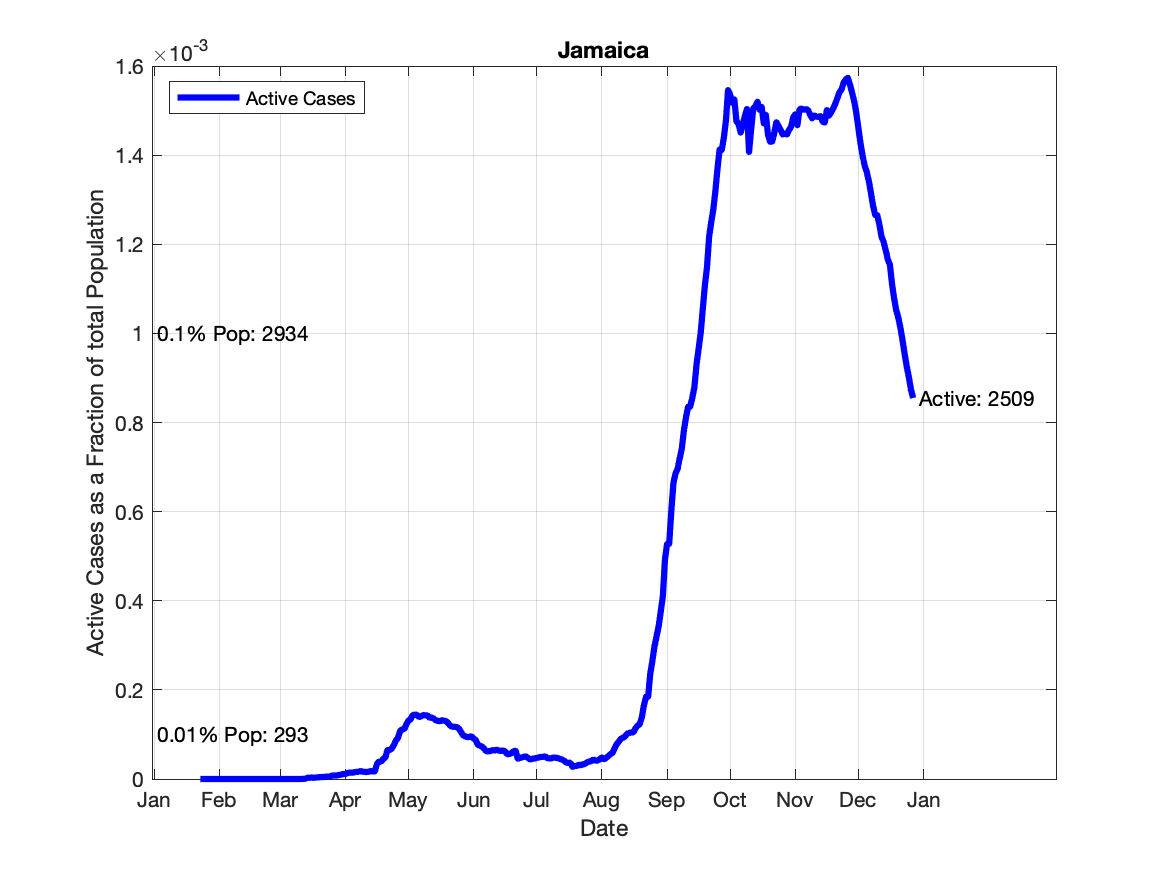 Jamaica
×10-3
1.6
Active Cases
1.4
1.2
1
0.1% Pop: 2934
0.8
Active: 2509
0.6
0.4
0.2
0.01% Pop: 293
0
Active Cases as a Fraction of total Population
Jan Feb Mar Apr May Jun Jul Aug Sep Oct Nov Dec Jan
Date